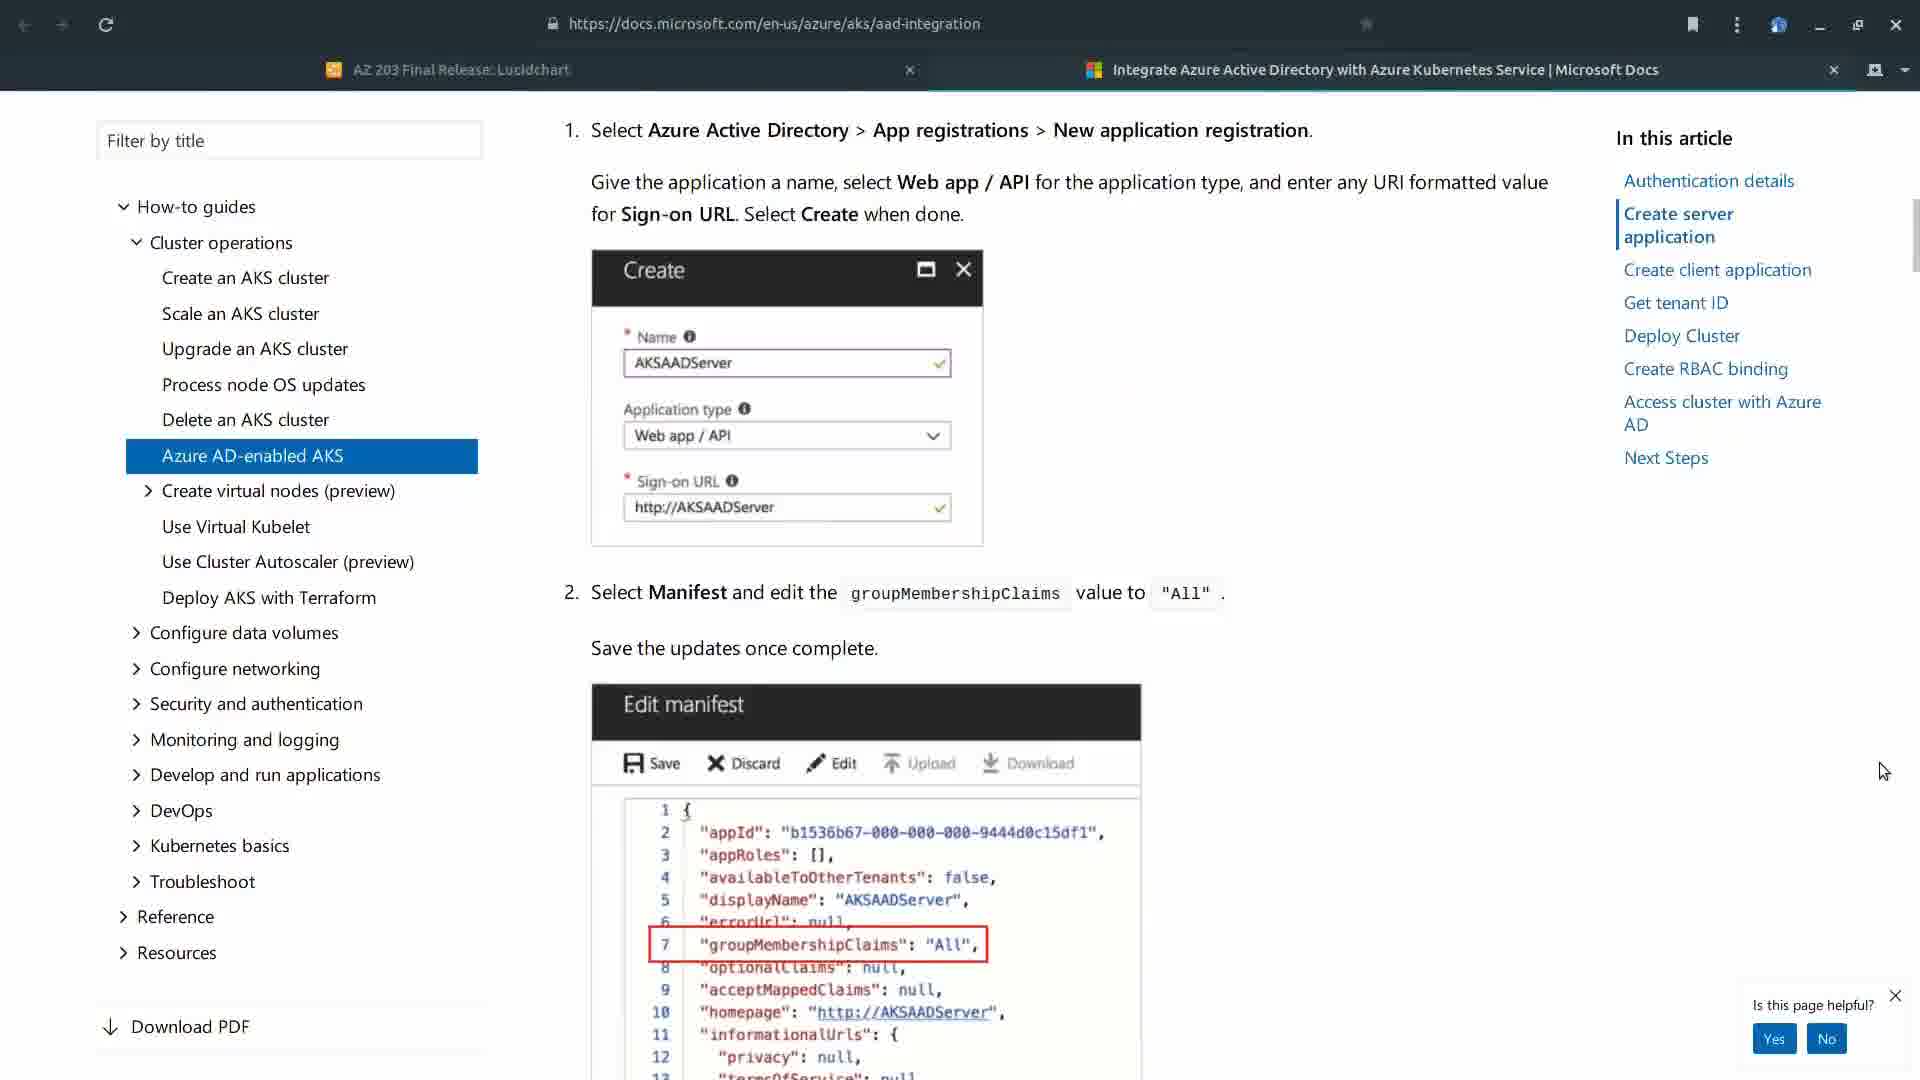 https://docs.microsoft.com/en-us/azure/aks/aad-integration
AZ 203 Final Release: Lucidchart
Integrate Azure Active Directory with Azure Kubernetes Service | Microsoft Docs
Filter by title
How-to guides
Cluster operations
Create an AKS cluster
Scale an AKS cluster
Upgrade an AKS cluster
Process node OS updates
Delete an AKS cluster
Azure AD-enabled AKS
Create virtual nodes (preview)
Use Virtual Kubelet
Use Cluster Autoscaler (preview)
Deploy AKS with Terraform
Configure data volumes
Configure networking
Security and authentication
Monitoring and logging
Develop and run applications
DevOps
Kubernetes basics
Troubleshoot
Reference
Resources
Download PDF
1. Select Azure Active Directory > App registrations > New application registration.
Give the application a name, select Web app / API for the application type, and enter any URI formatted value
for Sign-on URL. Select Create when done.
Create
* Name
AKSAADServer
Application type
Web app / API
* Sign-on URL
http://AKSAADServer
2. Select Manifest and edit the groupMembershipClaims value to "All" .
Save the updates once complete.
Edit manifest
Save Discard Edit Upload Download
1 {
2 "appId": "b1536b67-000-000-000-9444d0c15df1",
3 "appRoles": [],
4 "availableToOtherTenants": false,
5 "displayName": "AKSAADServer",
6 "errorUrl": null,
7 "groupMembershipClaims": "All",
8 "optionalClaims": null,
9 "acceptMappedClaims": null,
10 "homepage": "http://AKSAADServer",
11 "informationalUrls": {
12 "privacy": null,
13 "termsOfService": null
In this article
Authentication details
Create server
application
Create client application
Get tenant ID
Deploy Cluster
Create RBAC binding
Access cluster with Azure
AD
Next Steps
Is this page helpful?
Yes No